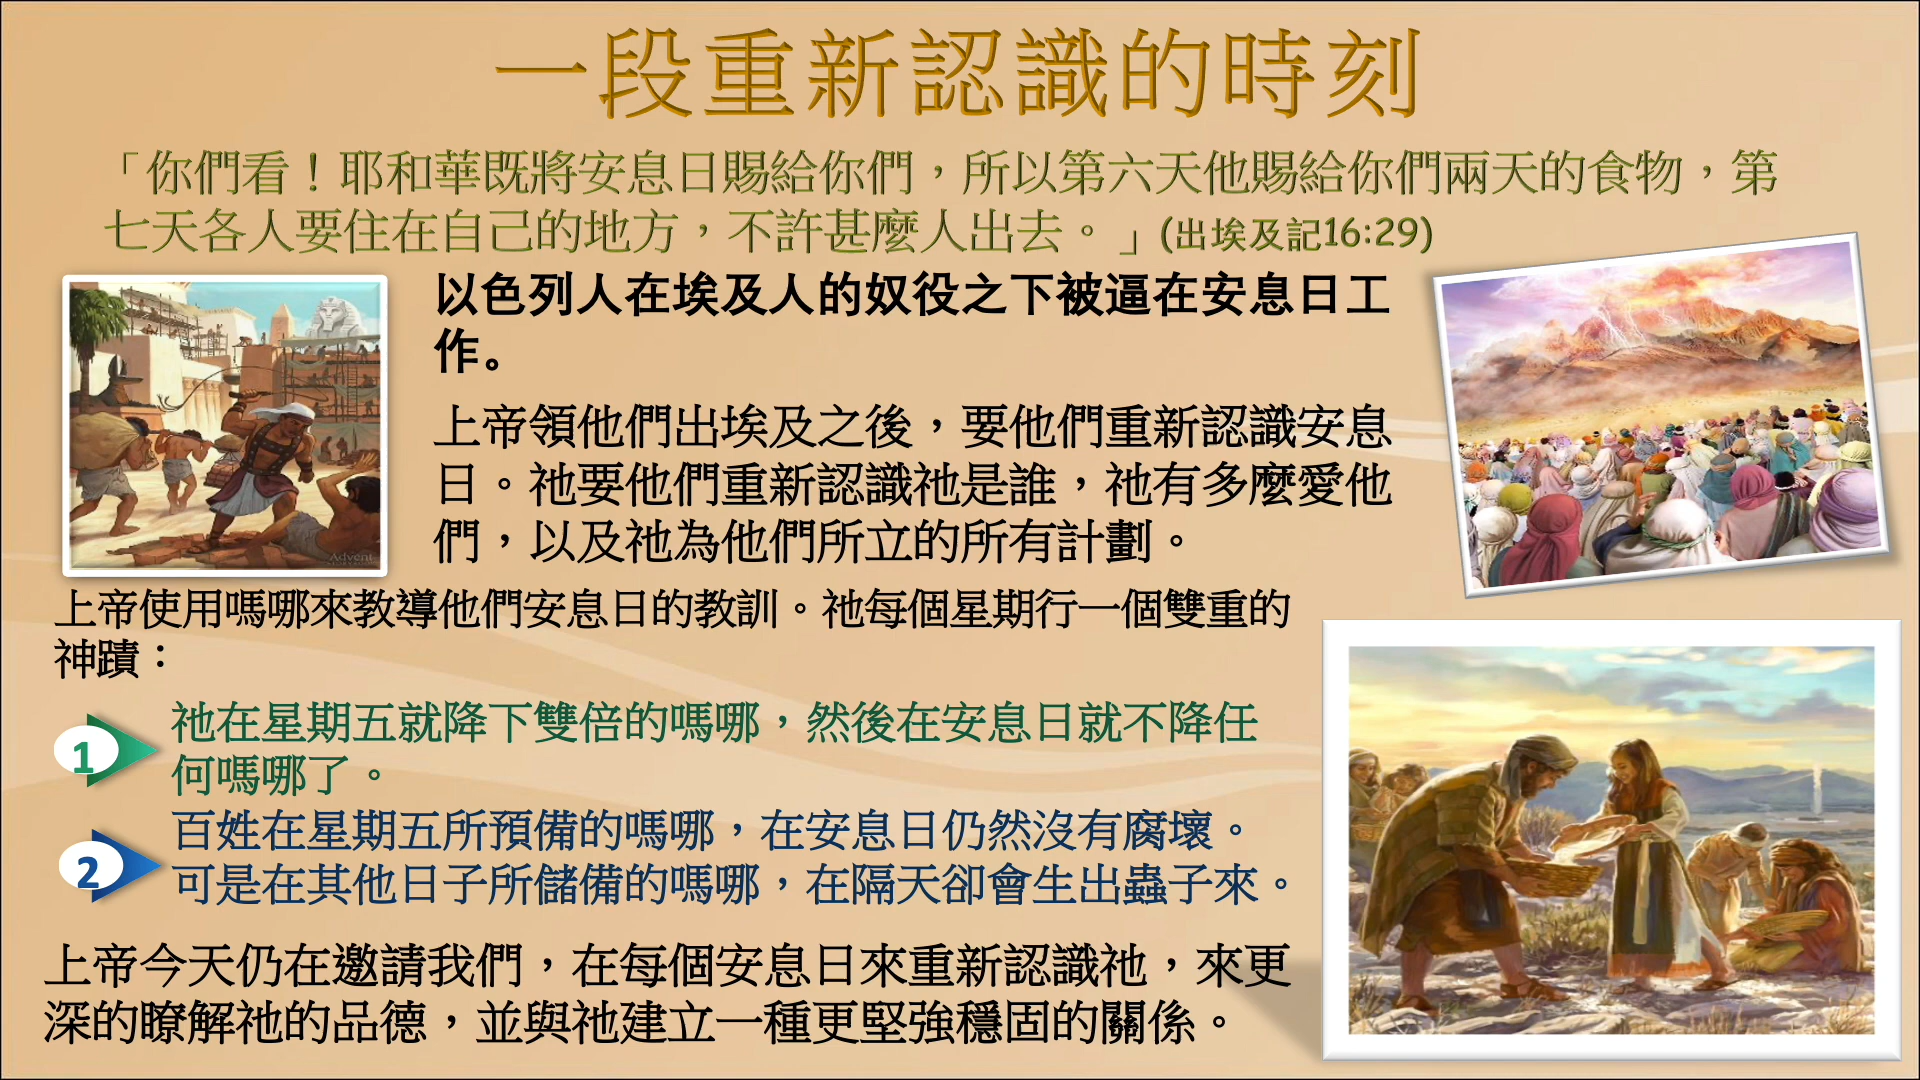 一段重新認識的時刻
「你們看！耶和華既將安息日賜給你們，所以第六天他賜給你們兩天的食物，第
七天各人要住在自己的地方，不許甚麼人出去。」(出埃及記16:29)
以色列人在埃及人的奴役之下被逼在安息日工
作。
上帝領他們出埃及之後，要他們重新認識安息
日。祂要他們重新認識祂是誰，祂有多麼愛他
們，以及祂為他們所立的所有計劃。
Advent
上帝使用嗎哪來教導他們安息日的教訓。祂每個星期行一個雙重的
神蹟：
1
祂在星期五就降下雙倍的嗎哪，然後在安息日就不降任
何嗎哪了。
2
百姓在星期五所預備的嗎哪，在安息日仍然沒有腐壞。
可是在其他日子所儲備的嗎哪，在隔天卻會生出蟲子來。
上帝今天仍在邀請我們，在每個安息日來重新認識祂，來更
深的瞭解祂的品德，並與祂建立一種更堅強穩固的關係。